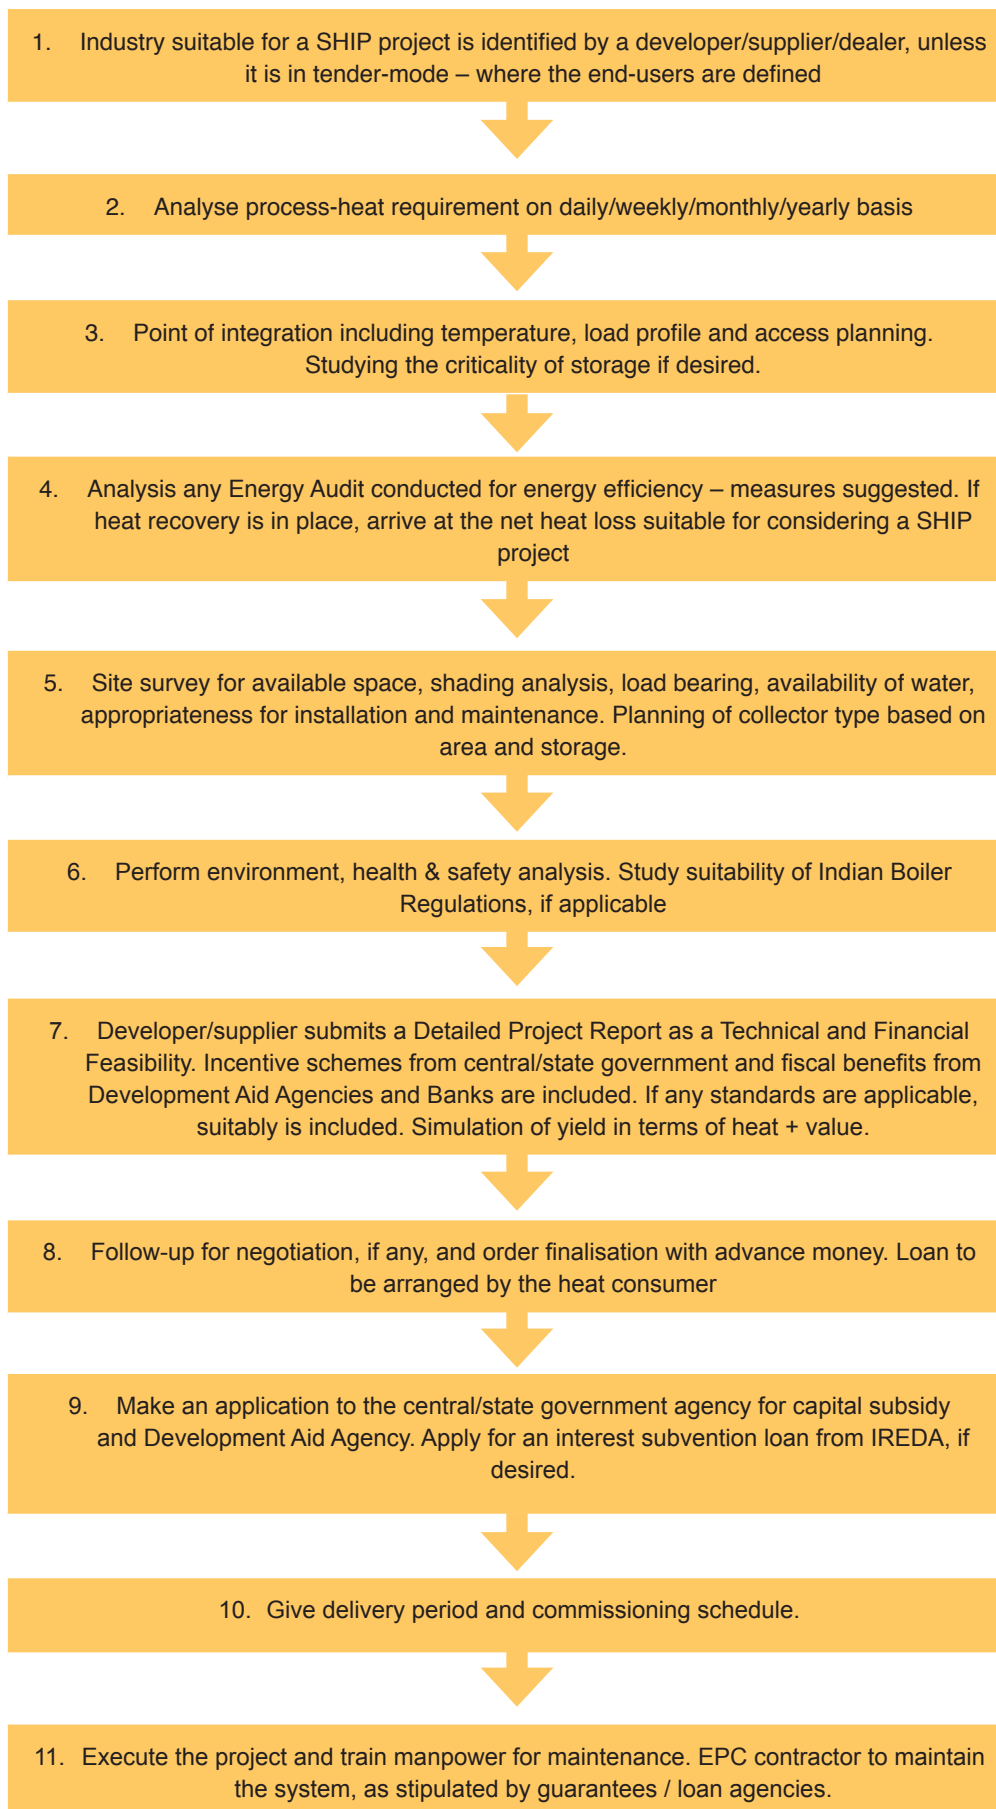 1. Industry suitable for a SHIP project is identified by a developer/supplier/dealer, unless
it is in tender-mode – where the end-users are defined
2. Analyse process-heat requirement on daily/weekly/monthly/yearly basis
3. Point of integration including temperature, load profile and access planning.
Studying the criticality of storage if desired.
4. Analysis any Energy Audit conducted for energy efficiency – measures suggested. If
heat recovery is in place, arrive at the net heat loss suitable for considering a SHIP
project
5. Site survey for available space, shading analysis, load bearing, availability of water,
appropriateness for installation and maintenance. Planning of collector type based on
area and storage.
6. Perform environment, health & safety analysis. Study suitability of Indian Boiler
Regulations, if applicable
7. Developer/supplier submits a Detailed Project Report as a Technical and Financial
Feasibility. Incentive schemes from central/state government and fiscal benefits from
Development Aid Agencies and Banks are included. If any standards are applicable,
suitably is included. Simulation of yield in terms of heat + value.
8. Follow-up for negotiation, if any, and order finalisation with advance money. Loan to
be arranged by the heat consumer
9. Make an application to the central/state government agency for capital subsidy
and Development Aid Agency. Apply for an interest subvention loan from IREDA, if
desired.
10. Give delivery period and commissioning schedule.
11. Execute the project and train manpower for maintenance. EPC contractor to maintain
the system, as stipulated by guarantees / loan agencies.